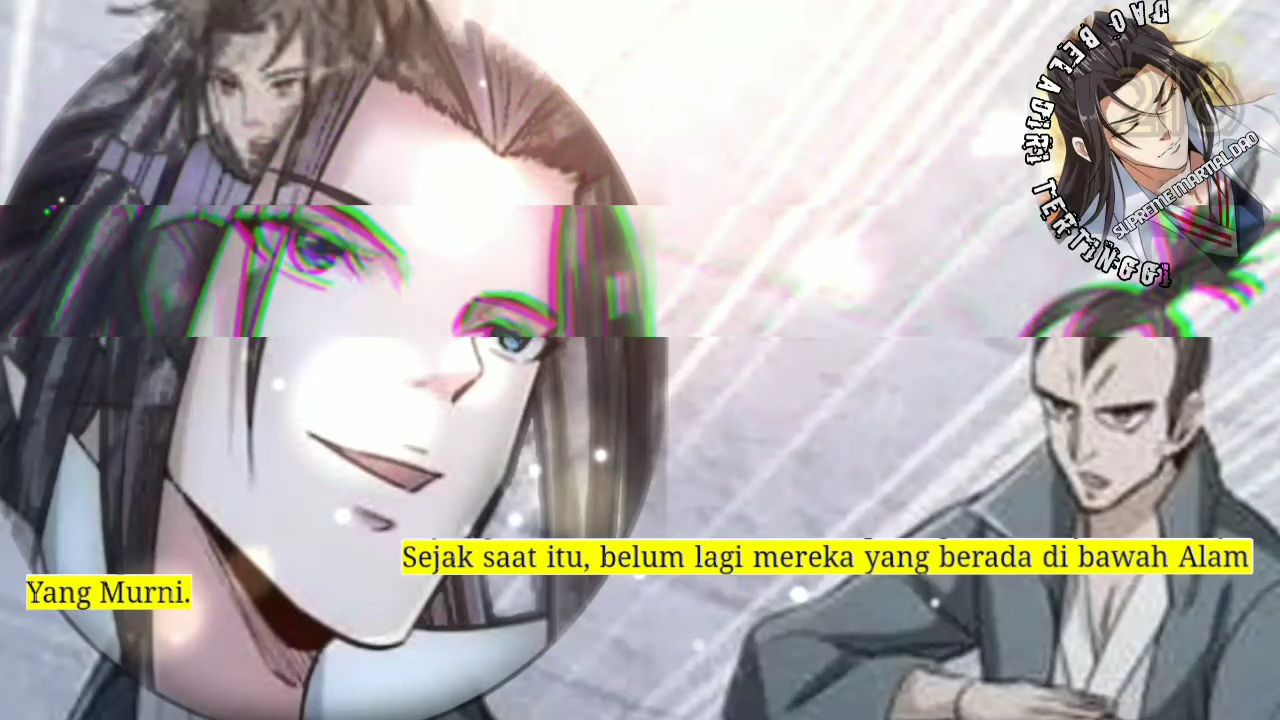 DAO BELADIRI TERTINGGI
SUPREME MARTIAL DAO
Sejak saat itu, belum lagi mereka yang berada di bawah Alam
Yang Murni.